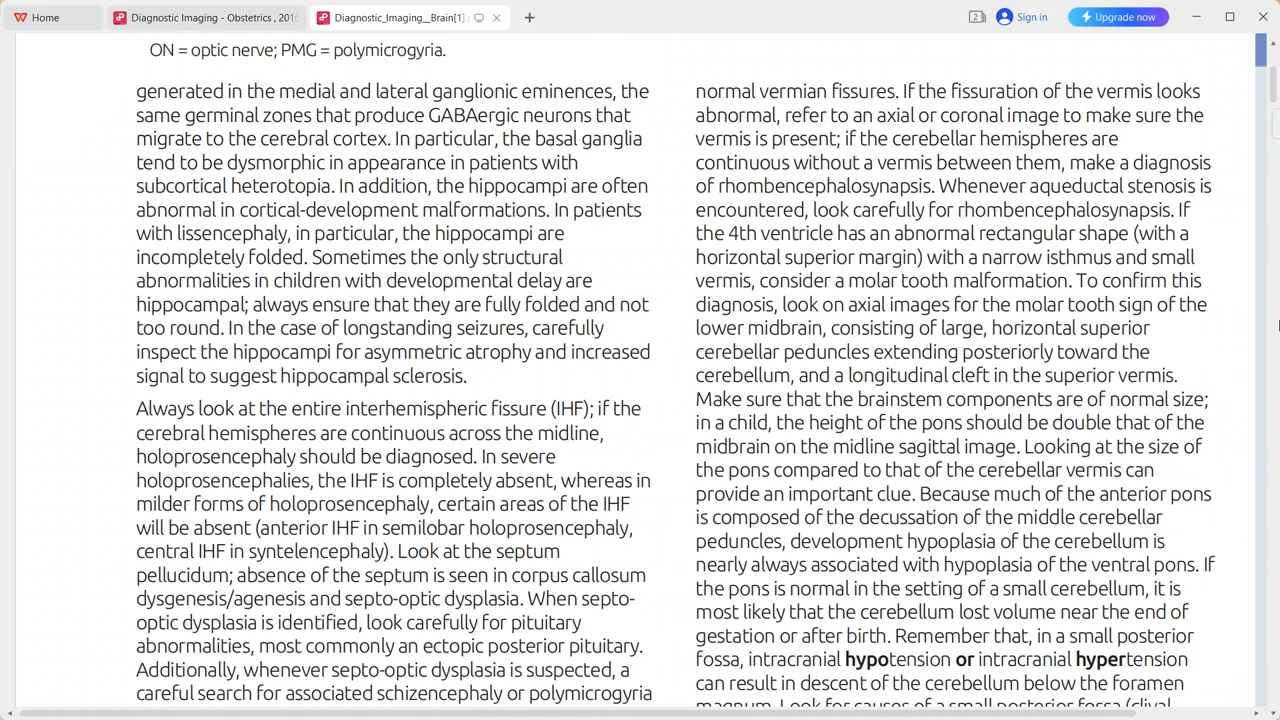 Home
Diagnostic Imaging - Obstetrics , 201
Diagnostic_Imaging__Brain[1].
2
Sign in
Upgrade now
ON = optic nerve; PMG = polymicrogyria.
generated in the medial and lateral ganglionic eminences, the
same germinal zones that produce GABAergic neurons that
migrate to the cerebral cortex. In particular, the basal ganglia
tend to be dysmorphic in appearance in patients with
subcortical heterotopia. In addition, the hippocampi are often
abnormal in cortical-development malformations. In patients
with lissencephaly, in particular, the hippocampi are
incompletely folded. Sometimes the only structural
abnormalities in children with developmental delay are
hippocampal; always ensure that they are fully folded and not
too round. In the case of longstanding seizures, carefully
inspect the hippocampi for asymmetric atrophy and increased
signal to suggest hippocampal sclerosis.
Always look at the entire interhemispheric fissure (IHF); if the
cerebral hemispheres are continuous across the midline,
holoprosencephaly should be diagnosed. In severe
holoprosencephalies, the IHF is completely absent, whereas in
milder forms of holoprosencephaly, certain areas of the IHF
will be absent (anterior IHF in semilobar holoprosencephaly,
central IHF in syntelencephaly). Look at the septum
pellucidum; absence of the septum is seen in corpus callosum
dysgenesis/agenesis and septo-optic dysplasia. When septo-
optic dysplasia is identified, look carefully for pituitary
abnormalities, most commonly an ectopic posterior pituitary.
Additionally, whenever septo-optic dysplasia is suspected, a
careful search for associated schizencephaly or polymicrogyria
normal vermian fissures. If the fissuration of the vermis looks
abnormal, refer to an axial or coronal image to make sure the
vermis is present; if the cerebellar hemispheres are
continuous without a vermis between them, make a diagnosis
of rhombencephalosynapsis. Whenever aqueductal stenosis is
encountered, look carefully for rhombencephalosynapsis. If
the 4th ventricle has an abnormal rectangular shape (with a
horizontal superior margin) with a narrow isthmus and small
vermis, consider a molar tooth malformation. To confirm this
diagnosis, look on axial images for the molar tooth sign of the
lower midbrain, consisting of large, horizontal superior
cerebellar peduncles extending posteriorly toward the
cerebellum, and a longitudinal cleft in the superior vermis.
Make sure that the brainstem components are of normal size;
in a child, the height of the pons should be double that of the
midbrain on the midline sagittal image. Looking at the size of
the pons compared to that of the cerebellar vermis can
provide an important clue. Because much of the anterior pons
is composed of the decussation of the middle cerebellar
peduncles, development hypoplasia of the cerebellum is
nearly always associated with hypoplasia of the ventral pons. If
the pons is normal in the setting of a small cerebellum, it is
most likely that the cerebellum lost volume near the end of
gestation or after birth. Remember that, in a small posterior
fossa, intracranial hypotension or intracranial hypertension
can result in descent of the cerebellum below the foramen
magnum. Look for causes of a small posterior fossa (clival